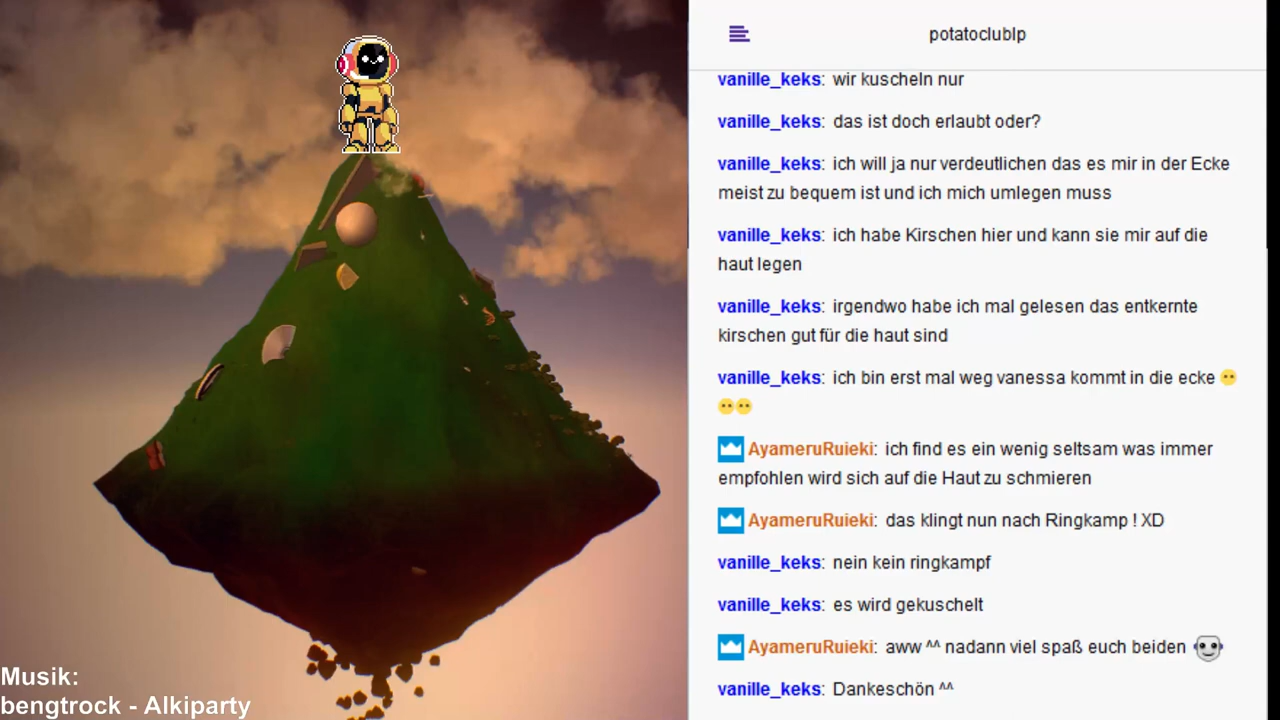 potatoclublp
vanille_keks: wir kuscheln nur
vanille_keks: das ist doch erlaubt oder?
vanille_keks: ich will ja nur verdeutlichen das es mir in der Ecke
meist zu bequem ist und ich mich umlegen muss
vanille_keks: ich habe Kirschen hier und kann sie mir auf die
haut legen
vanille_keks: irgendwo habe ich mal gelesen das entkernte
kirschen gut für die haut sind
vanille_keks: ich bin erst mal weg vanessa kommt in die ecke 😶
😶😶
AyameruRuieki: ich find es ein wenig seltsam was immer
empfohlen wird sich auf die Haut zu schmieren
AyameruRuieki: das klingt nun nach Ringkamp ! XD
vanille_keks: nein kein ringkampf
vanille_keks: es wird gekuschelt
AyameruRuieki: aww ^^ nadann viel spaß euch beiden
vanille_keks: Dankeschön ^^
Musik:
bengtrock - Alkiparty